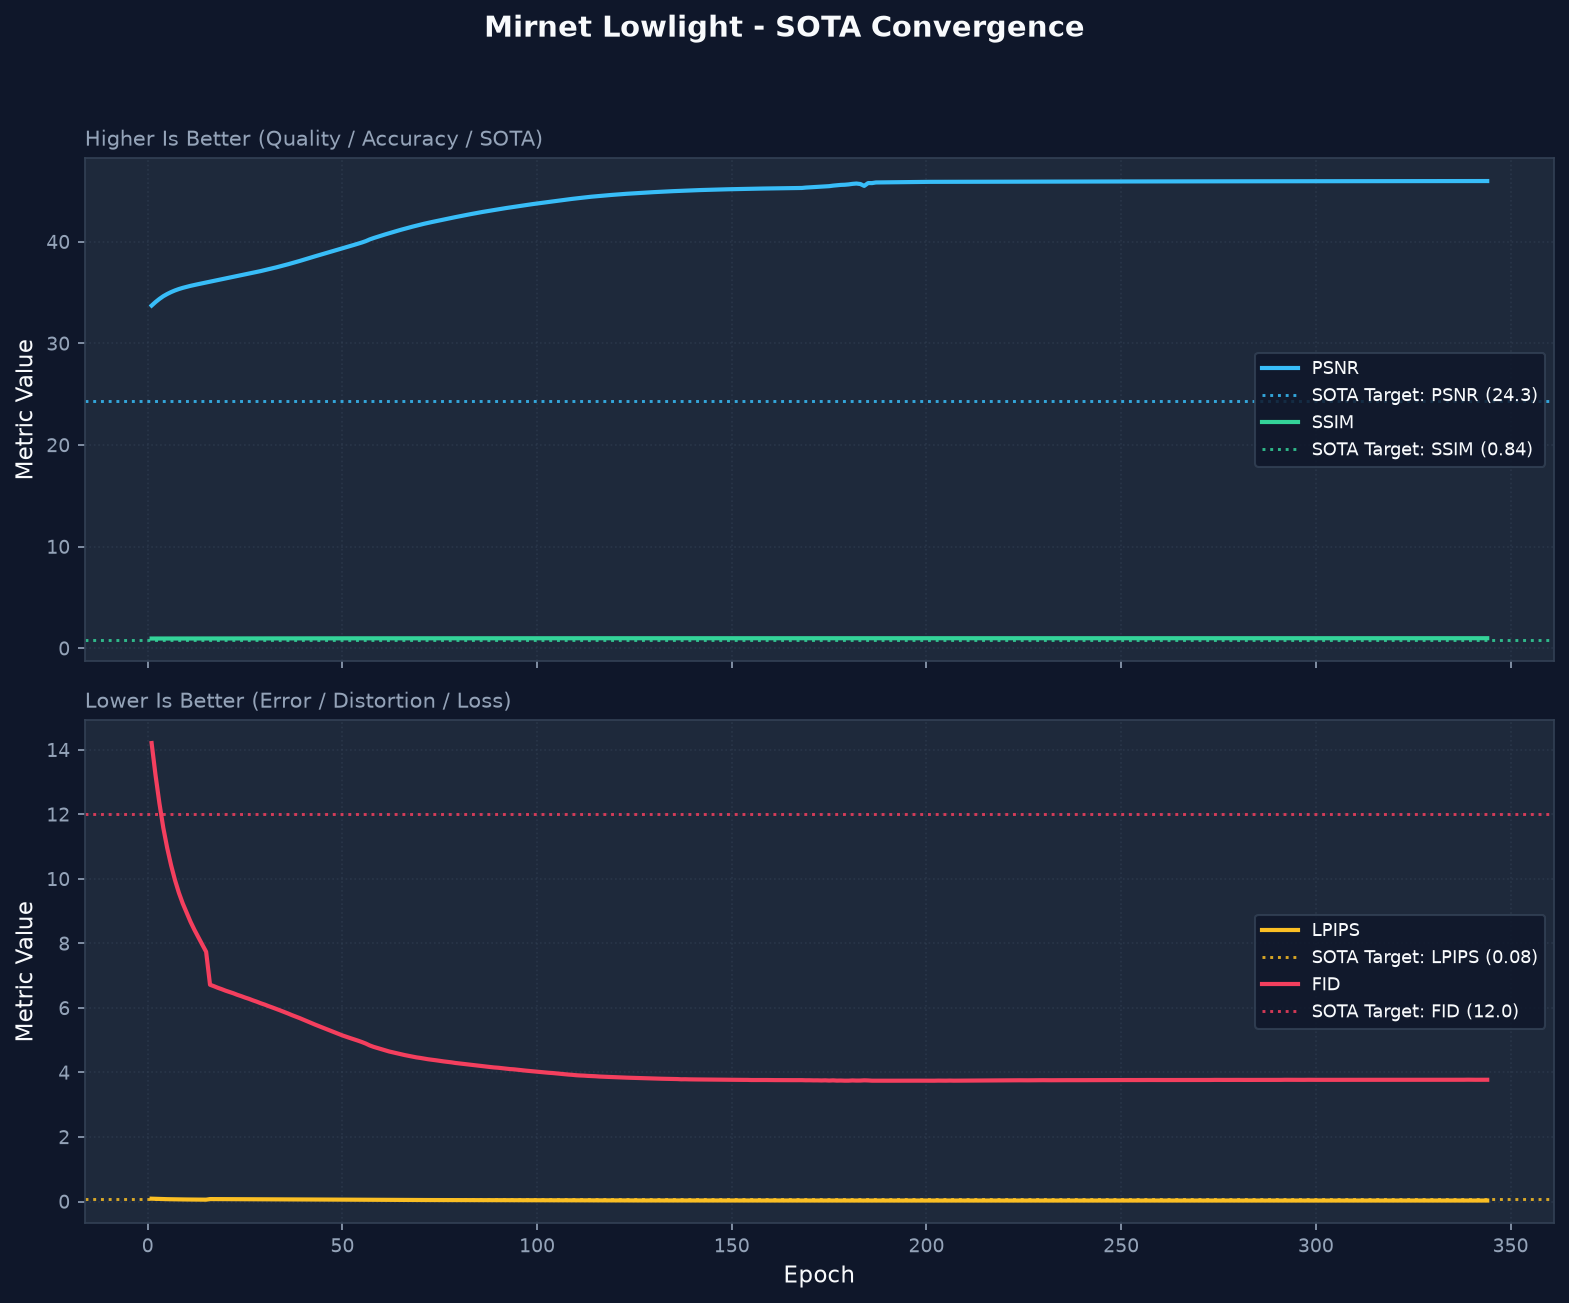 Mirnet Lowlight - SOTA Convergence
Higher Is Better (Quality / Accuracy / SOTA)
Metric Value
40
30
20
10
0
PSNR
SOTA Target: PSNR (24.3)
SSIM
SOTA Target: SSIM (0.84)
Lower Is Better (Error / Distortion / Loss)
Metric Value
14
12
10
8
6
4
2
0
LPIPS
SOTA Target: LPIPS (0.08)
FID
SOTA Target: FID (12.0)
0 50 100 150 200 250 300 350
Epoch